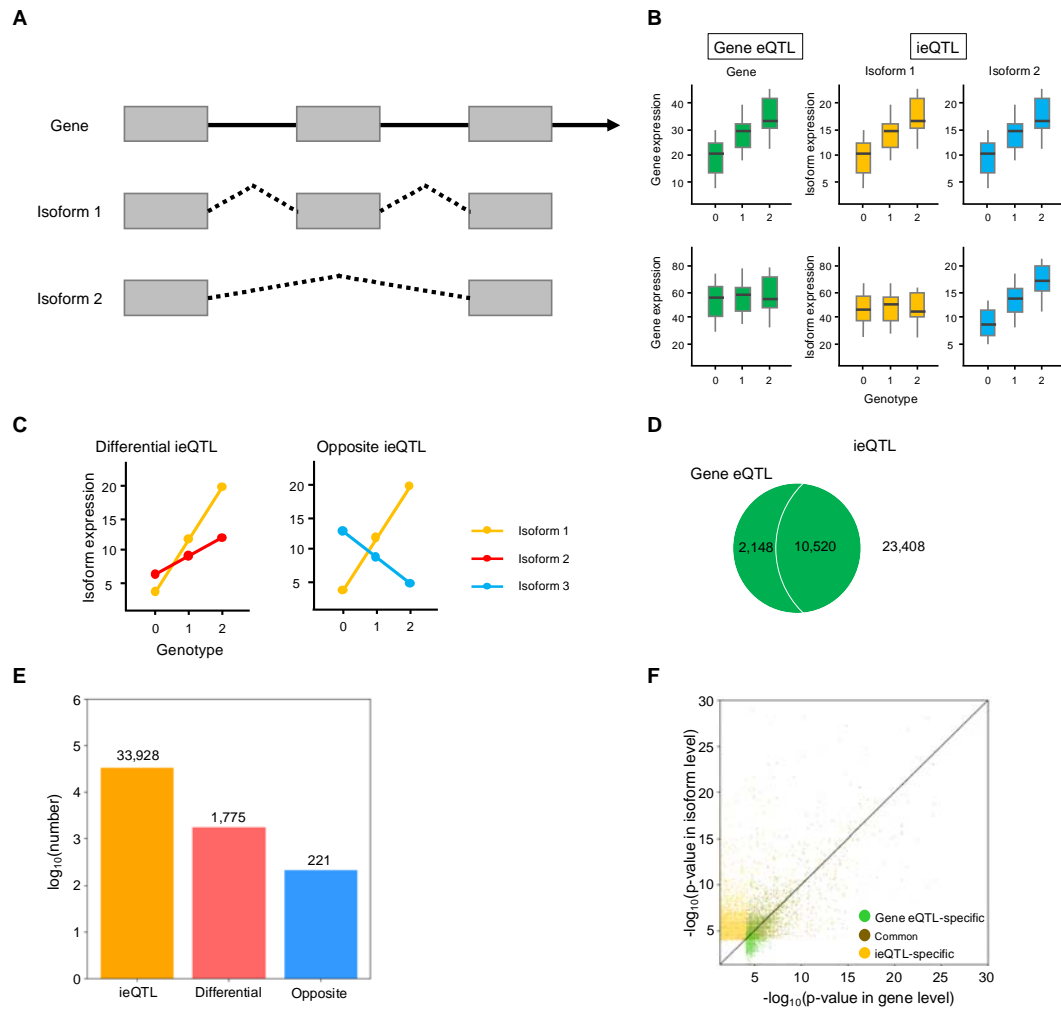 A
Gene
Isoform 1
Isoform 2
B
Gene eQTL
ieQTL
Gene
Isoform 1
Isoform 2
Gene expression
40
30
20
10
0 1 2
Isoform expression
20
15
10
5
0 1 2
20
15
10
5
0 1 2
Gene expression
80
60
40
20
0 1 2
Isoform expression
80
60
40
20
0 1 2
20
15
10
5
0 1 2
Genotype
C
Differential ieQTL
Opposite ieQTL
Isoform expression
20
15
10
5
0 1 2
Genotype
20
15
10
5
0 1 2
Isoform 1
Isoform 2
Isoform 3
D
ieQTL
Gene eQTL
2,148
10,520
23,408
E
log10(number)
6
5
4
3
2
1
0
33,928
1,775
221
ieQTL
Differential
Opposite
F
-log10(p-value in isoform level)
30
25
20
15
10
5
Gene eQTL-specific
Common
ieQTL-specific
5 10 15 20 25 30
-log10(p-value in gene level)